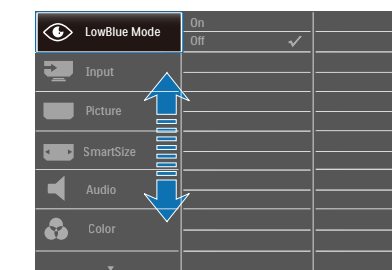 LowBlue Mode
On
Off
Input
Picture
SmartSize
Audio
Color